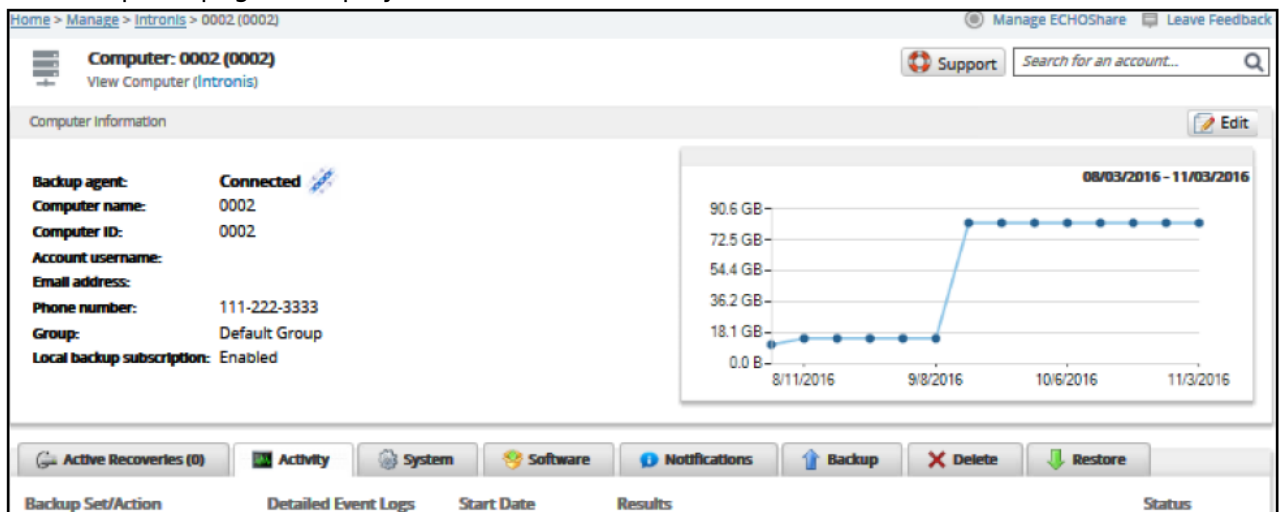 Home > Manage > Intronis > 0002 (0002) Manage ECHOShare Leave Feedback
Computer: 0002 (0002)
View Computer (Intronis)
Support Search for an account...
Computer Information Edit
Backup agent: Connected
Computer name: 0002
Computer ID: 0002
Account username:
Email address:
Phone number: 111-222-3333
Group: Default Group
Local backup subscription: Enabled
08/03/2016 - 11/03/2016
90.6 GB
72.5 GB
54.4 GB
36.2 GB
18.1 GB
0.0 B
8/11/2016 9/8/2016 10/6/2016 11/3/2016
Active Recoveries (0) Activity System Software Notifications Backup Delete Restore
Backup Set/Action Detailed Event Logs Start Date Results Status